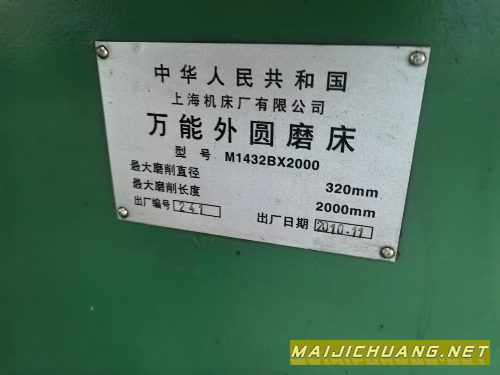 中华人民共和国
上海机床厂有限公司
万能外圆磨床
型号 M1432BX2000
最大磨削直径 320mm
最大磨削长度 2000mm
出厂编号 241 出厂日期 2010-11
MAIJICHUANG.NET